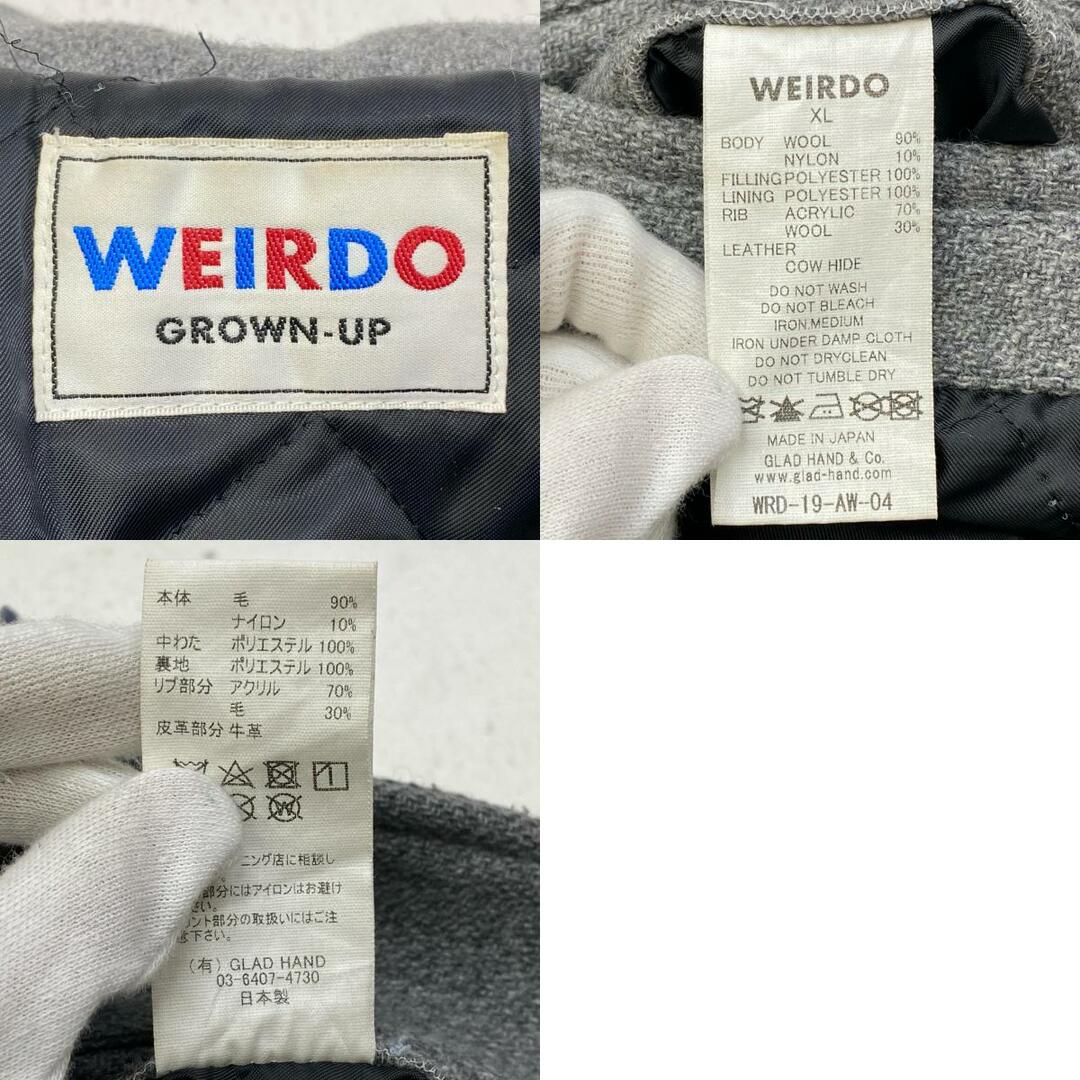 WEIRDO
GROWN-UP
WEIRDO
XL
BODY WOOL 90%
NYLON 10%
FILLING POLYESTER 100%
LINING POLYESTER 100%
RIB ACRYLIC 70%
WOOL 30%
LEATHER
COW HIDE
DO NOT WASH
DO NOT BLEACH
IRON MEDIUM
IRON UNDER DAMP CLOTH
DO NOT DRYCLEAN
DO NOT TUMBLE DRY
MADE IN JAPAN
GLAD HAND & Co.
www.glad-hand.com
WRD-19-AW-04
本体 毛 90%
ナイロン 10%
中わた ポリエステル 100%
裏地 ポリエステル 100%
リブ部分 アクリル 70%
毛 30%
皮革部分 牛革
ニング店に相談し
部分にはアイロンはお避け
さい。
ント部分の取扱いにはご注
下さい。
(有) GLAD HAND
03-6407-4730
日本製